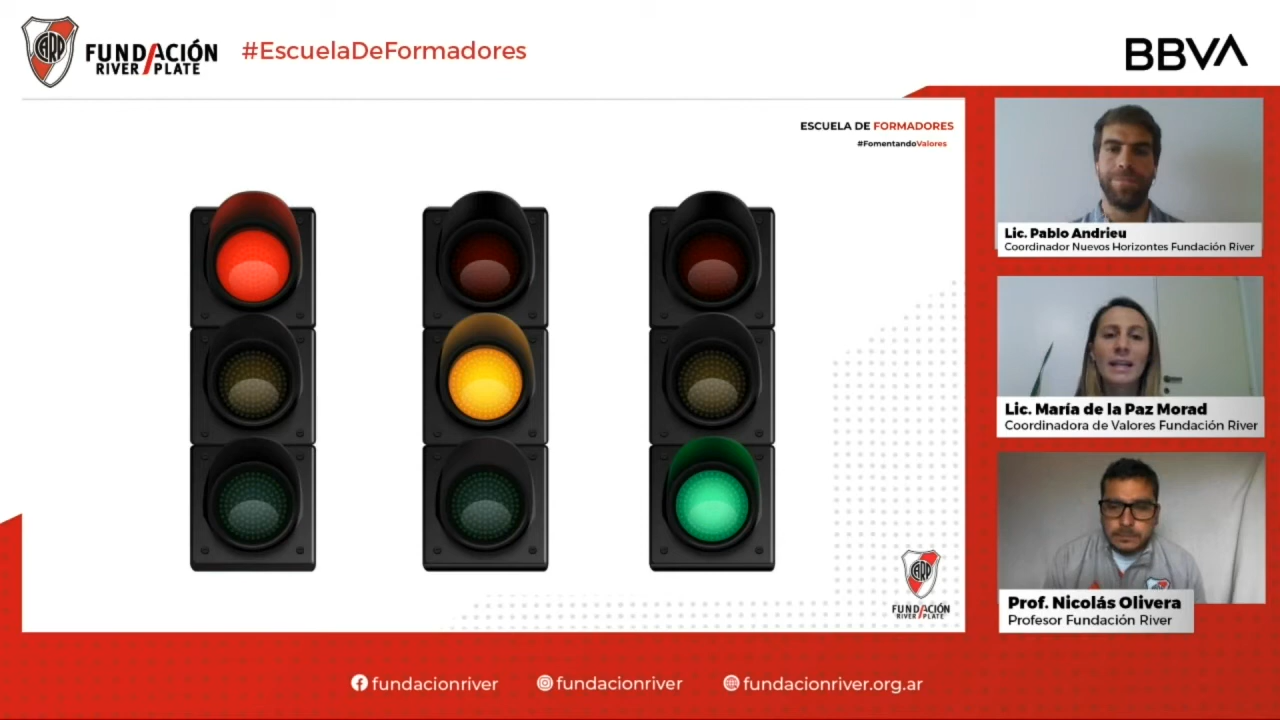 CARP
FUNDACIÓN
RIVER PLATE
#EscuelaDeFormadores
BBVA
ESCUELA DE FORMADORES
#FomentandoValores
Lic. Pablo Andrieu
Coordinador Nuevos Horizontes Fundación River
Lic. María de la Paz Morad
Coordinadora de Valores Fundación River
Prof. Nicolás Olivera
Profesor Fundación River
CARP
FUNDACIÓN
RIVER PLATE
fundacionriver
fundacionriver
fundacionriver.org.ar